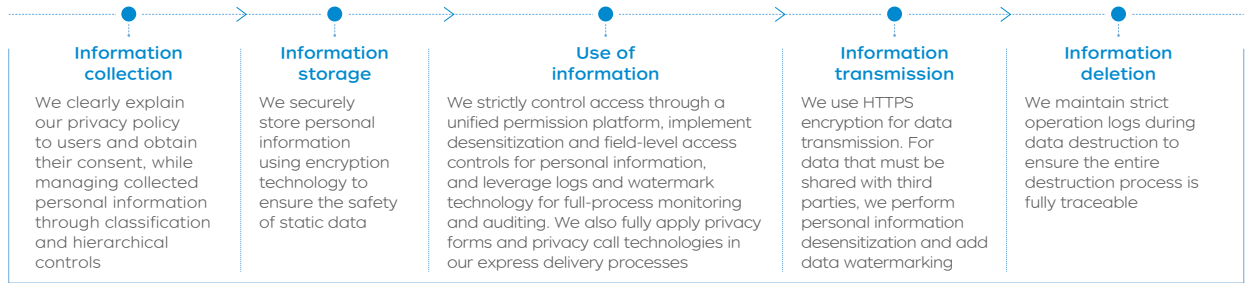 Information
collection
We clearly explain
our privacy policy
to users and obtain
their consent, while
managing collected
personal information
through classification
and hierarchical
controls
Information
storage
We securely
store personal
information
using encryption
technology to
ensure the safety
of static data
Use of
information
We strictly control access through a
unified permission platform, implement
desensitization and field-level access
controls for personal information,
and leverage logs and watermark
technology for full-process monitoring
and auditing. We also fully apply privacy
forms and privacy call technologies in
our express delivery processes
Information
transmission
We use HTTPS
encryption for data
transmission. For
data that must be
shared with third
parties, we perform
personal information
desensitization and add
data watermarking
Information
deletion
We maintain strict
operation logs during
data destruction to
ensure the entire
destruction process is
fully traceable